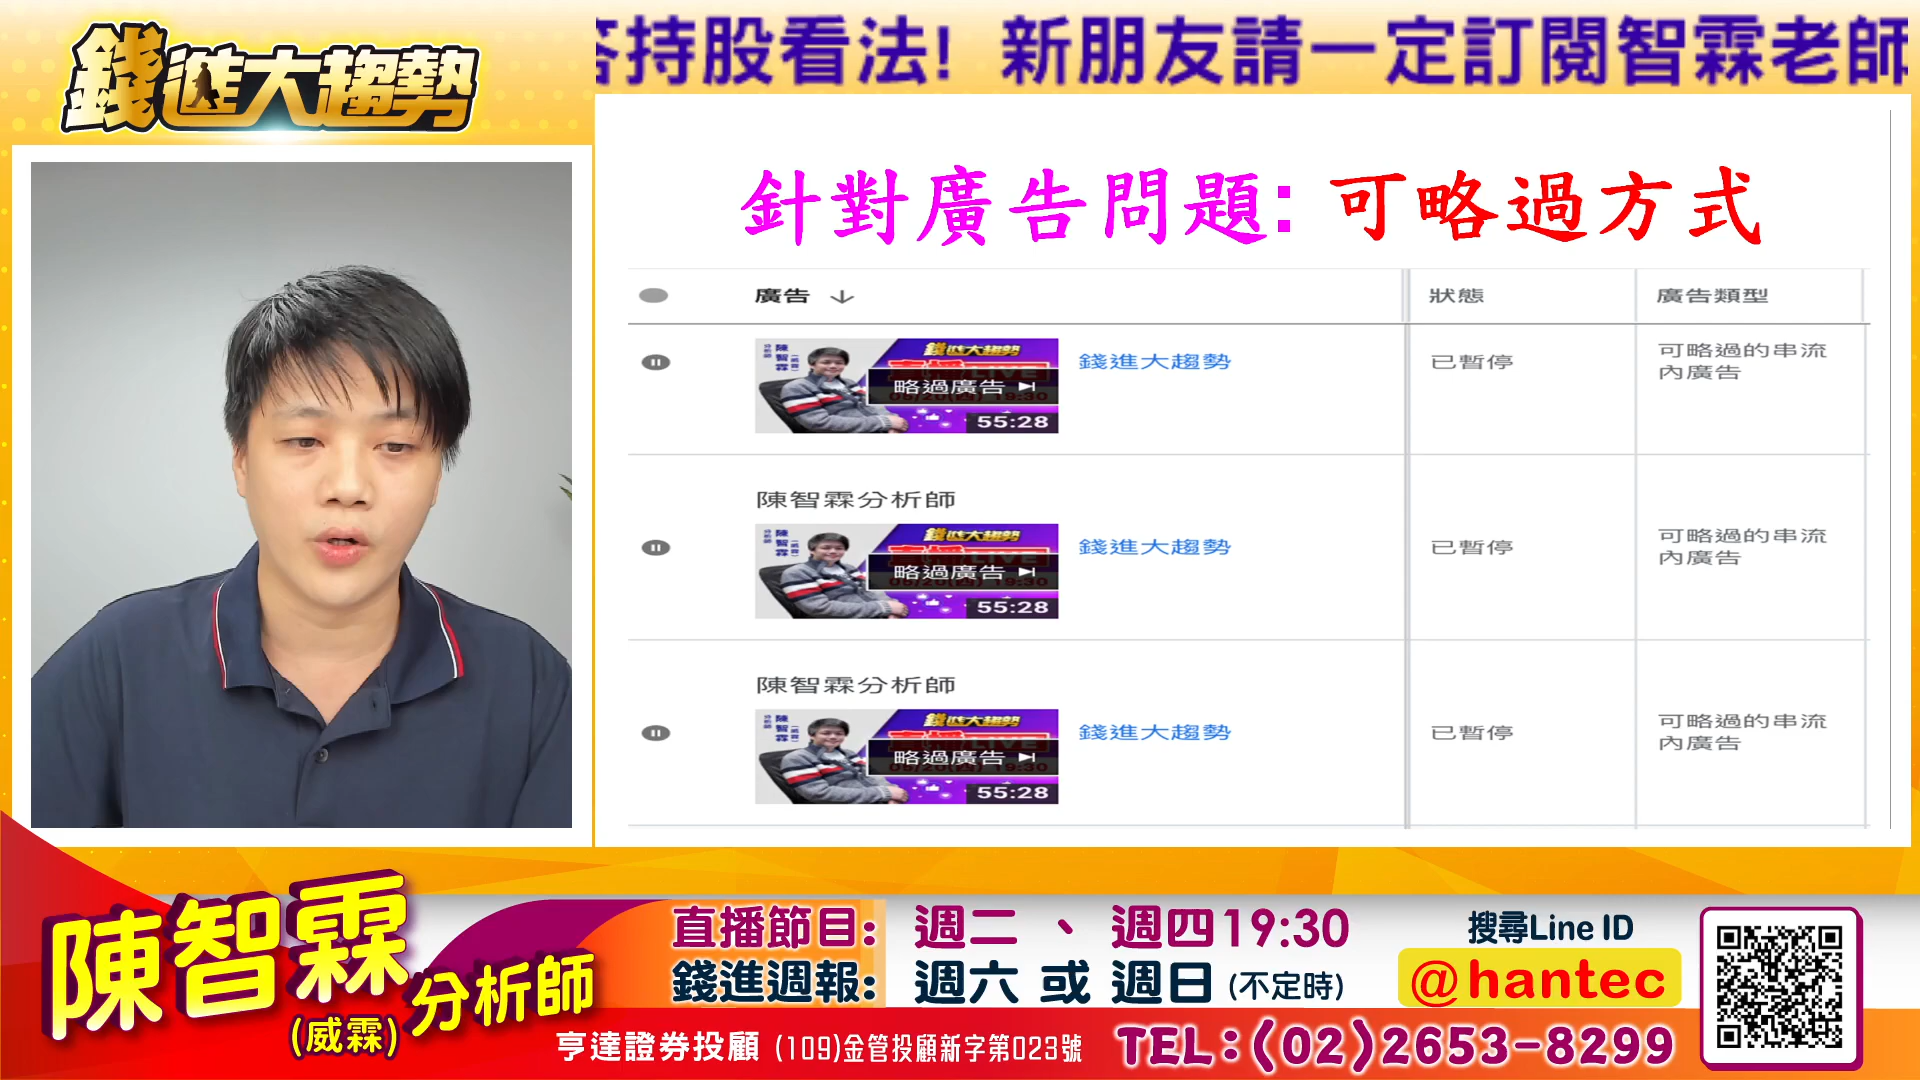 錢進大趨勢
答持股看法! 新朋友請一定訂閱智霖老師
針對廣告問題: 可略過方式
廣告 狀態 廣告類型
錢進大趨勢
略過廣告
55:28
錢進大趨勢 已暫停 可略過的串流
內廣告
陳智霖分析師
錢進大趨勢
略過廣告
55:28
錢進大趨勢 已暫停 可略過的串流
內廣告
陳智霖分析師
錢進大趨勢
略過廣告
55:28
錢進大趨勢 已暫停 可略過的串流
內廣告
陳智霖
(威霖)
分析師
直播節目: 週二、週四19:30
錢進週報: 週六 或 週日 (不定時)
搜尋Line ID
@hantec
亨達證券投顧 (109)金管投顧新字第023號
TEL:(02)2653-8299